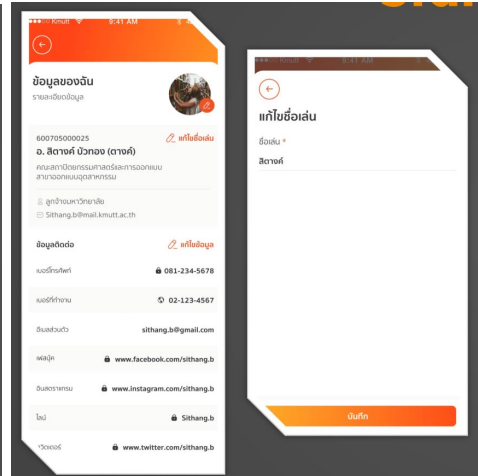 Kmutt
9:41 AM
ข้อมูลของฉัน
รายละเอียดข้อมูล
600705000025
แก้ไขชื่อเล่น
อ. สิตางค์ บัวทอง (ตางค์)
คณะสถาปัตยกรรมศาสตร์และการออกแบบ
สาขาออกแบบอุตสาหกรรม
ลูกจ้างมหาวิทยาลัย
Sithang.b@mail.kmutt.ac.th
ข้อมูลติดต่อ
แก้ไขข้อมูล
เบอร์โทรศัพท์
081-234-5678
เบอร์ที่ทำงาน
02-123-4567
อีเมลส่วนตัว
sithang.b@gmail.com
เฟสบุ๊ค
www.facebook.com/sithang.b
อินสตราแกรม
www.instagram.com/sithang.b
ไลน์
Sithang.b
www.twitter.com/sithang.b
Kmutt
9:41 AM
แก้ไขชื่อเล่น
ชื่อเล่น *
สิตางค์
บันทึก